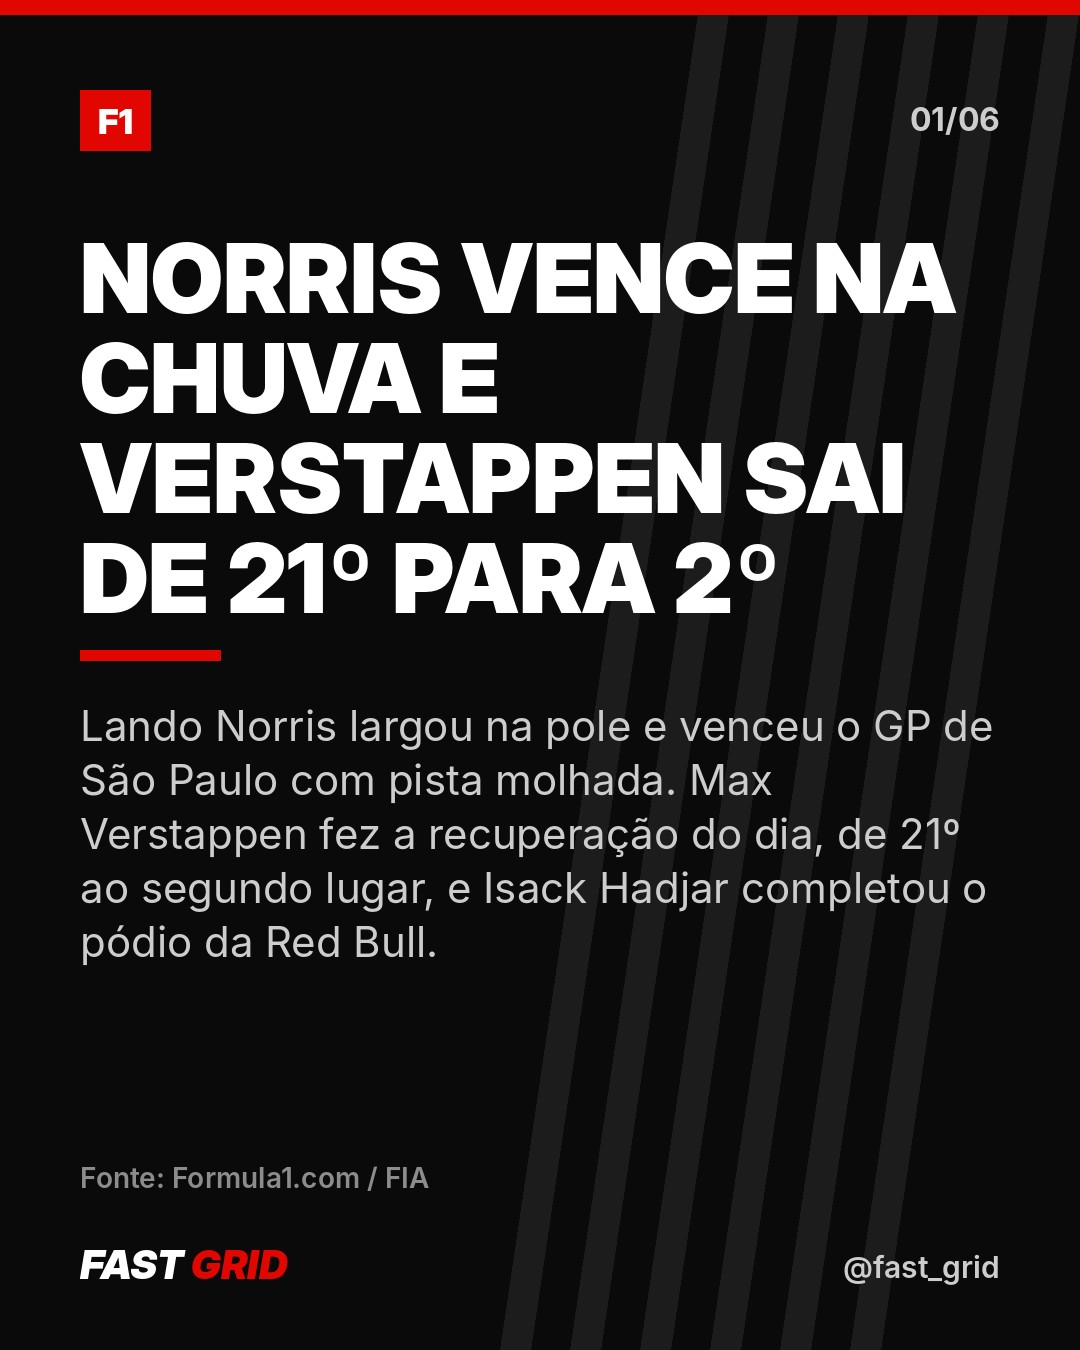 F1
01/06
NORRIS VENCE NA
CHUVA E
VERSTAPPEN SAI
DE 21º PARA 2º
Lando Norris largou na pole e venceu o GP de
São Paulo com pista molhada. Max
Verstappen fez a recuperação do dia, de 21º
ao segundo lugar, e Isack Hadjar completou o
pódio da Red Bull.
Fonte: Formula1.com / FIA
FAST GRID
@fast_grid